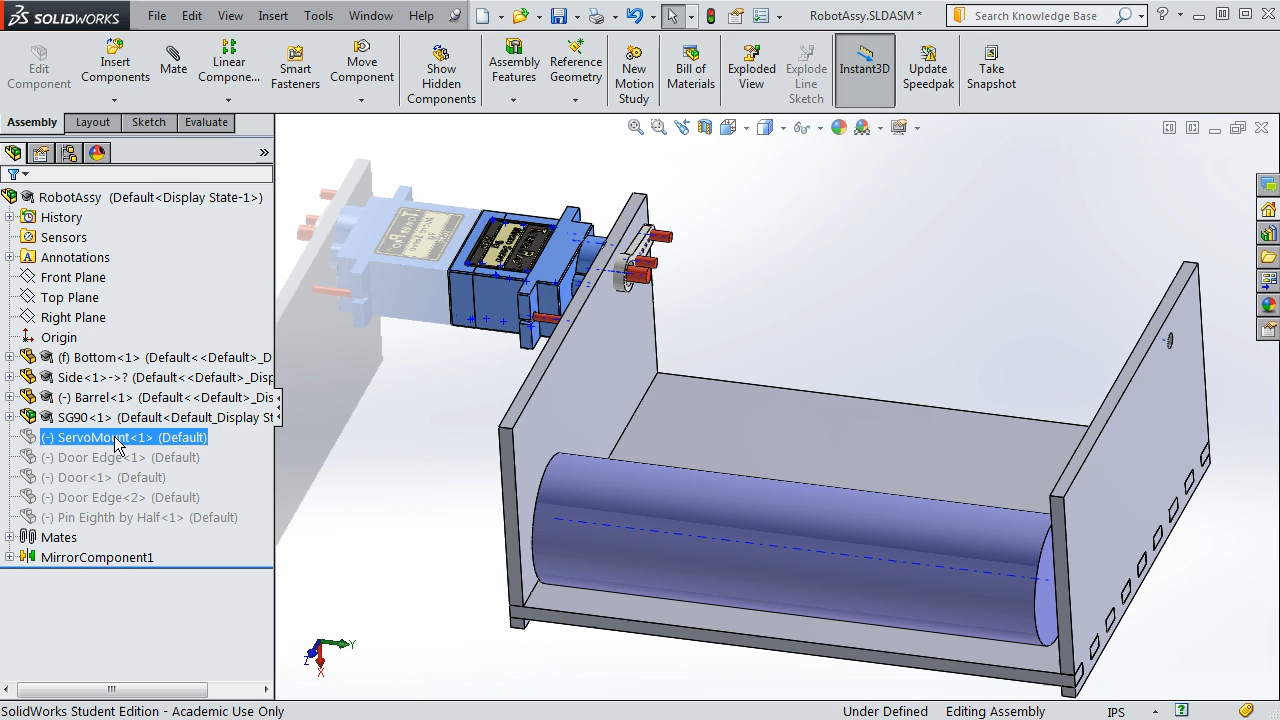 SOLIDWORKS
File Edit View Insert Tools Window Help
RobotAssy.SLDASM *
Search Knowledge Base
Edit Component
Insert Components
Mate
Linear Compone...
Smart Fasteners
Move Component
Show Hidden Components
Assembly Features
Reference Geometry
New Motion Study
Bill of Materials
Exploded View
Explode Line Sketch
Instant3D
Update Speedpak
Take Snapshot
Assembly Layout Sketch Evaluate
RobotAssy (Default<Display State-1>)
History
Sensors
Annotations
Front Plane
Top Plane
Right Plane
Origin
(f) Bottom<1> (Default<<Default>_D
Side<1>->? (Default<<Default>_Disp
(-) Barrel<1> (Default<<Default>_Dis
SG90<1> (Default<Default_Display St
(-) ServoMount<1> (Default)
(-) Door Edge<1> (Default)
(-) Door<1> (Default)
(-) Door Edge<2> (Default)
(-) Pin Eighth by Half<1> (Default)
Mates
MirrorComponent1
Y
Z
X
SolidWorks Student Edition - Academic Use Only
Under Defined
Editing Assembly
IPS